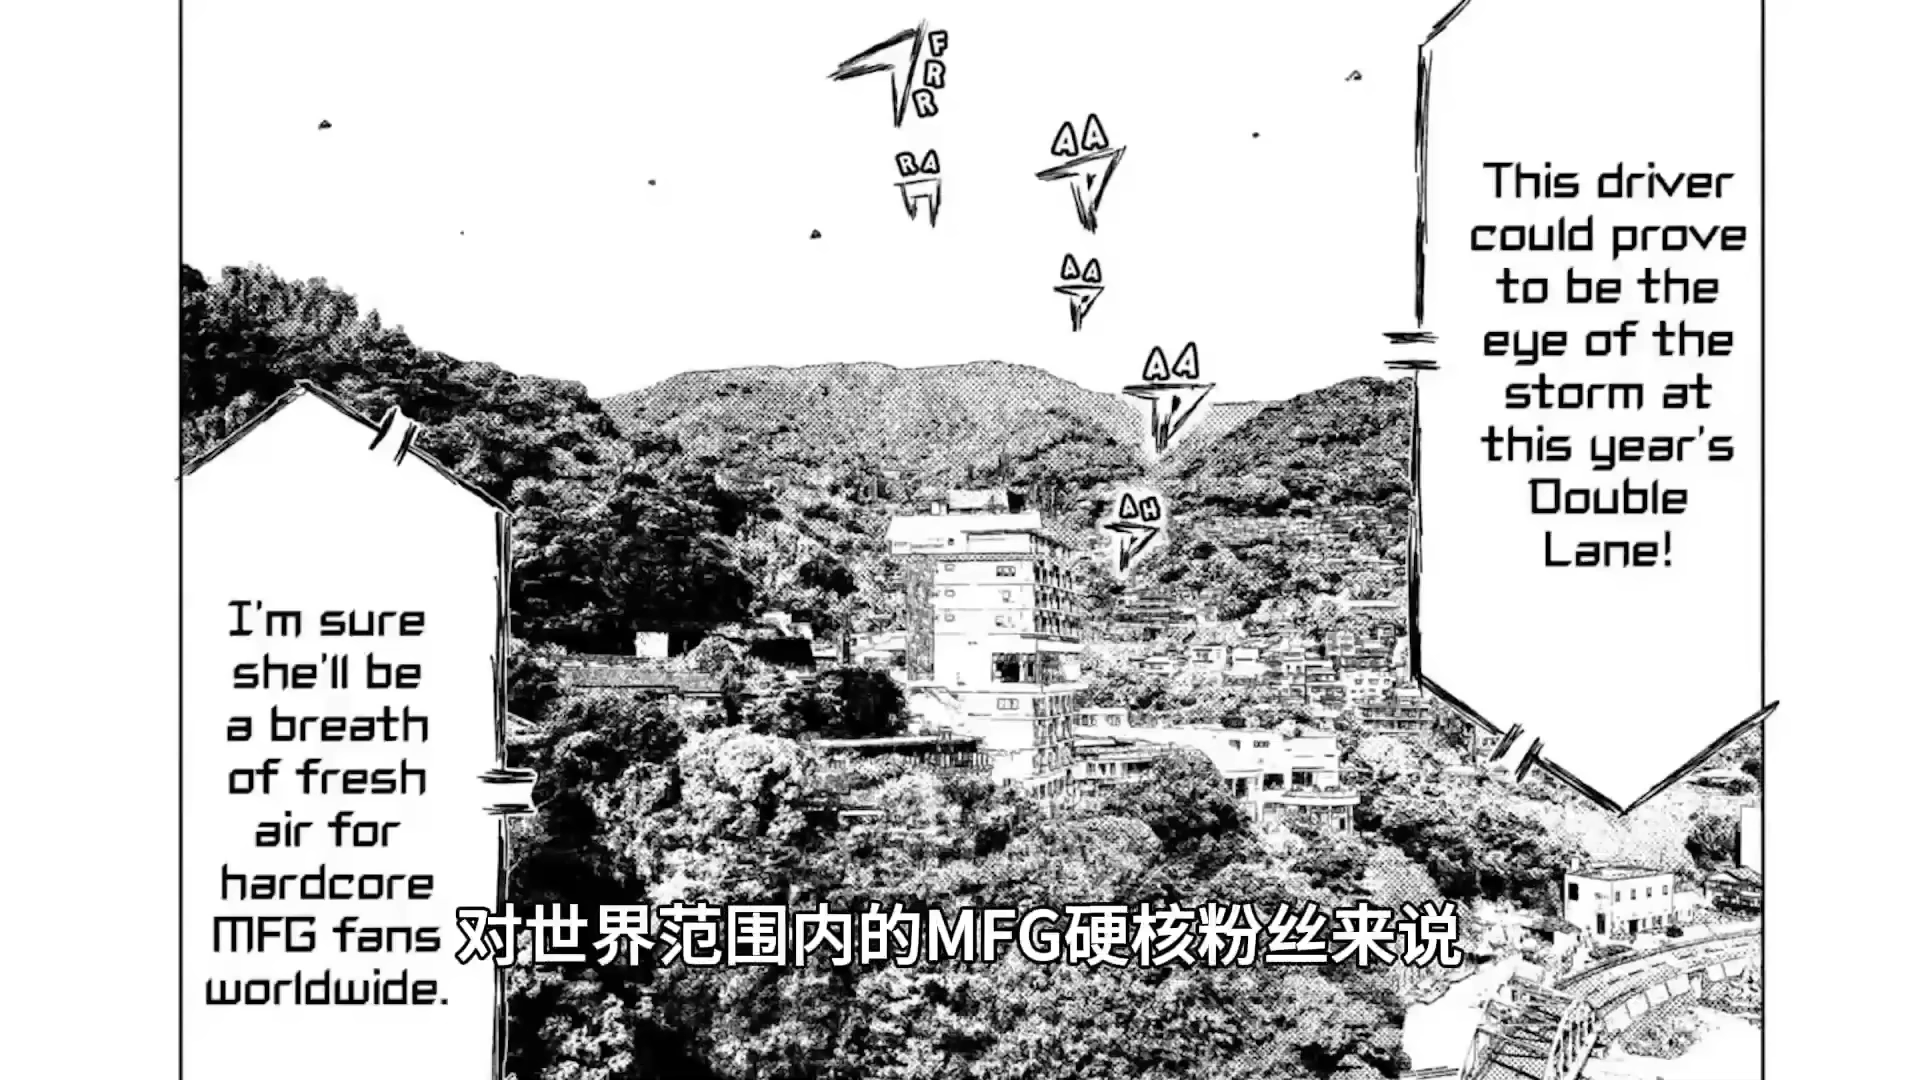 This driver
could prove
to be the
eye of the
storm at
this year's
Double
Lane!
FRR
RA
AA
AA
AA
AH
I'm sure
she'll be
a breath
of fresh
air for
hardcore
MFG fans
worldwide.
对世界范围内的MFG硬核粉丝来说